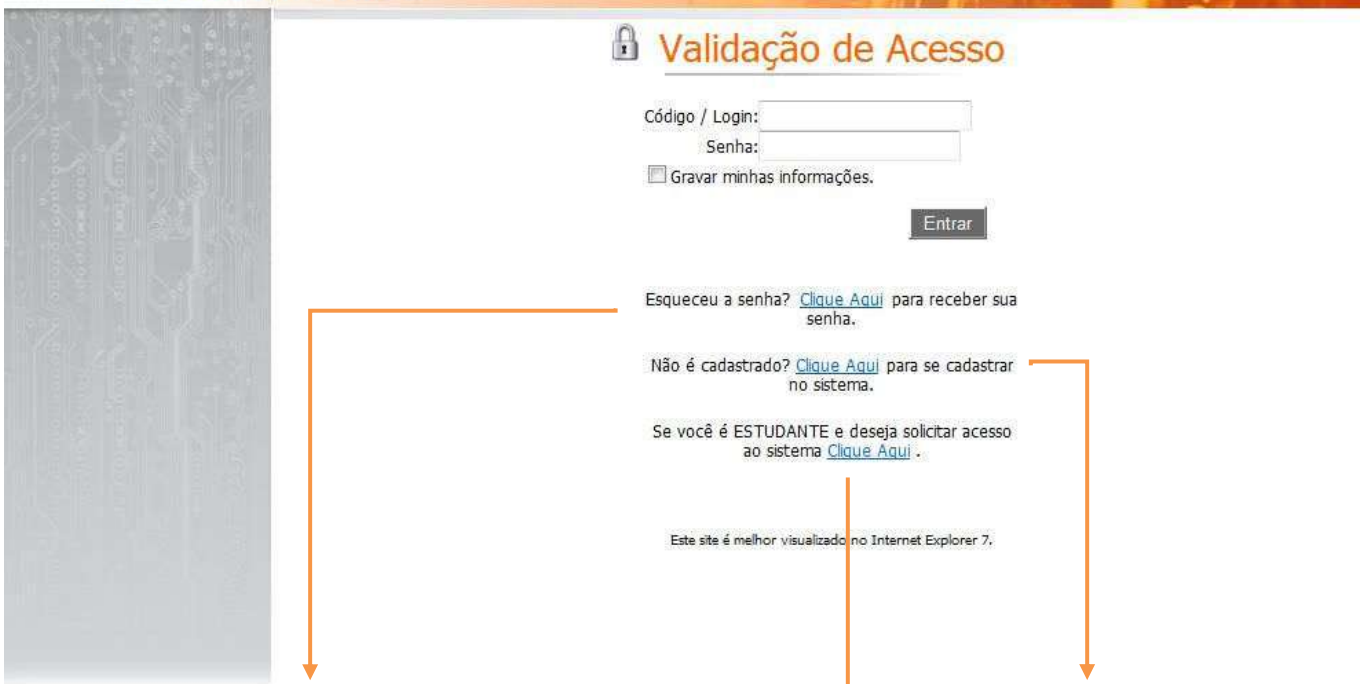 Validação de Acesso
Código / Login:
Senha:
Gravar minhas informações.
Entrar
Esqueceu a senha? Clique Aqui para receber sua
senha.
Não é cadastrado? Clique Aqui para se cadastrar
no sistema.
Se você é ESTUDANTE e deseja solicitar acesso
ao sistema Clique Aqui .
Este site é melhor visualizado no Internet Explorer 7.